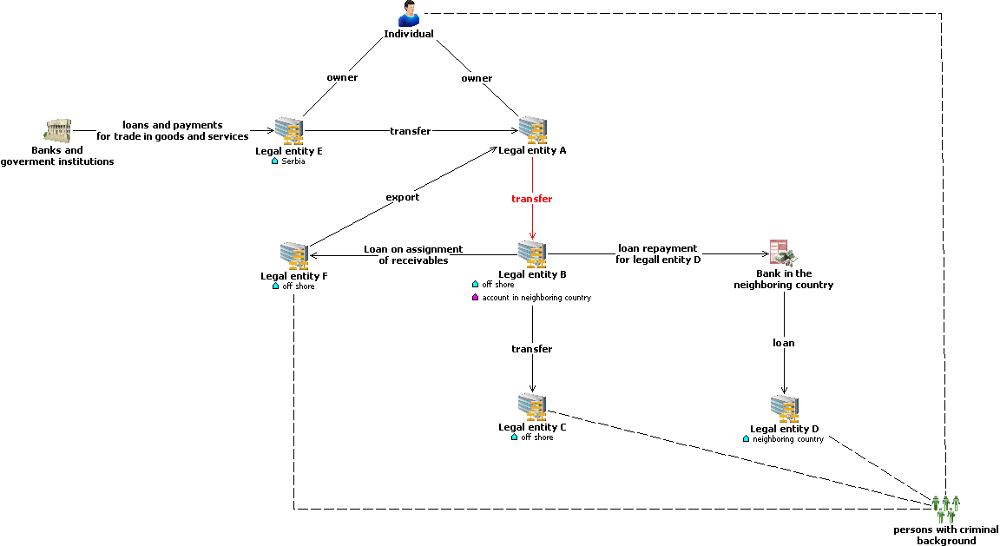 Individual
owner
owner
loans and payments
for trade in goods and services
transfer
Banks and
goverment institutions
Legal entity E
Serbia
Legal entity A
export
transfer
Loan on assignment
of receivables
loan repayment
for legall entity D
Legal entity F
off shore
Legal entity B
off shore
account in neighboring country
Bank in the
neighboring country
transfer
loan
Legal entity C
off shore
Legal entity D
neighboring country
persons with criminal
background